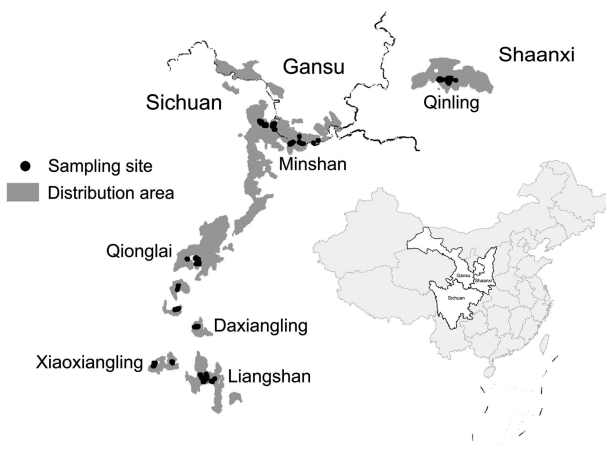 Shaanxi
Gansu
Sichuan
Qinling
Minshan
Sampling site
Distribution area
Qionglai
Daxiangling
Xiaoxiangling
Liangshan
Gansu
Shaanxi
Sichuan